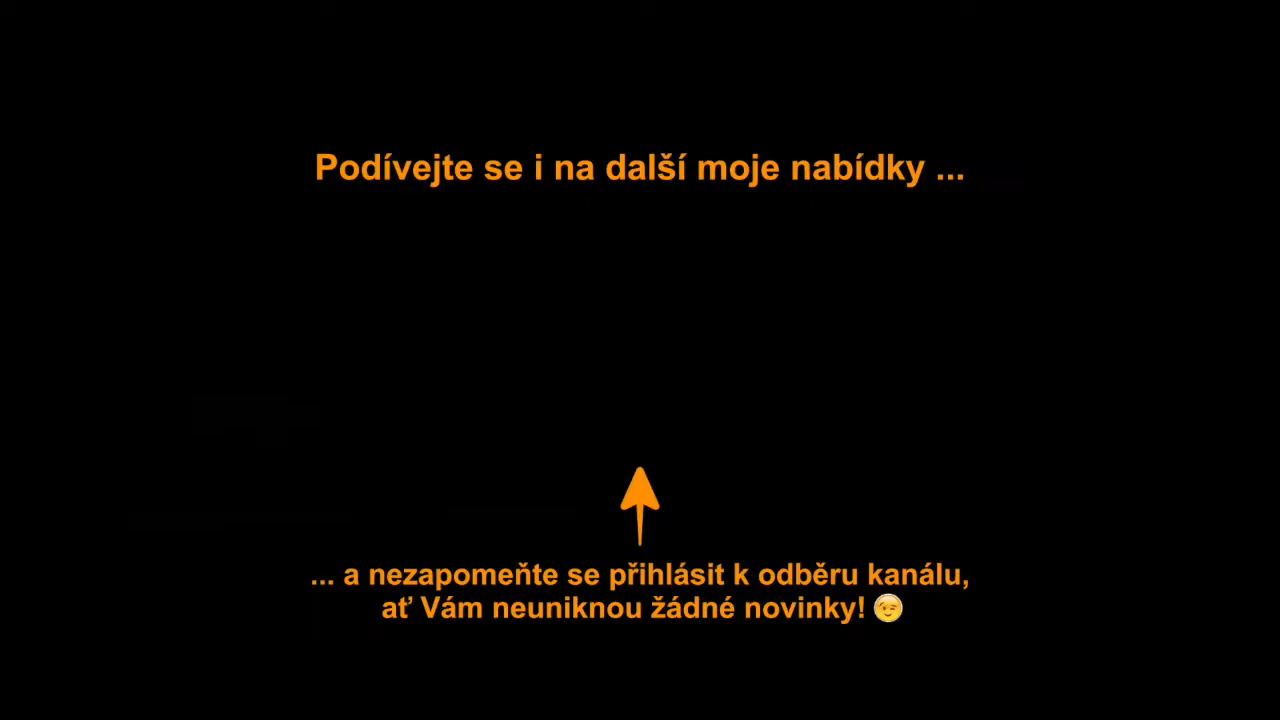 Podívejte se i na další moje nabídky ...
... a nezapomeňte se přihlásit k odběru kanálu,
ať Vám neuniknou žádné novinky! 😉